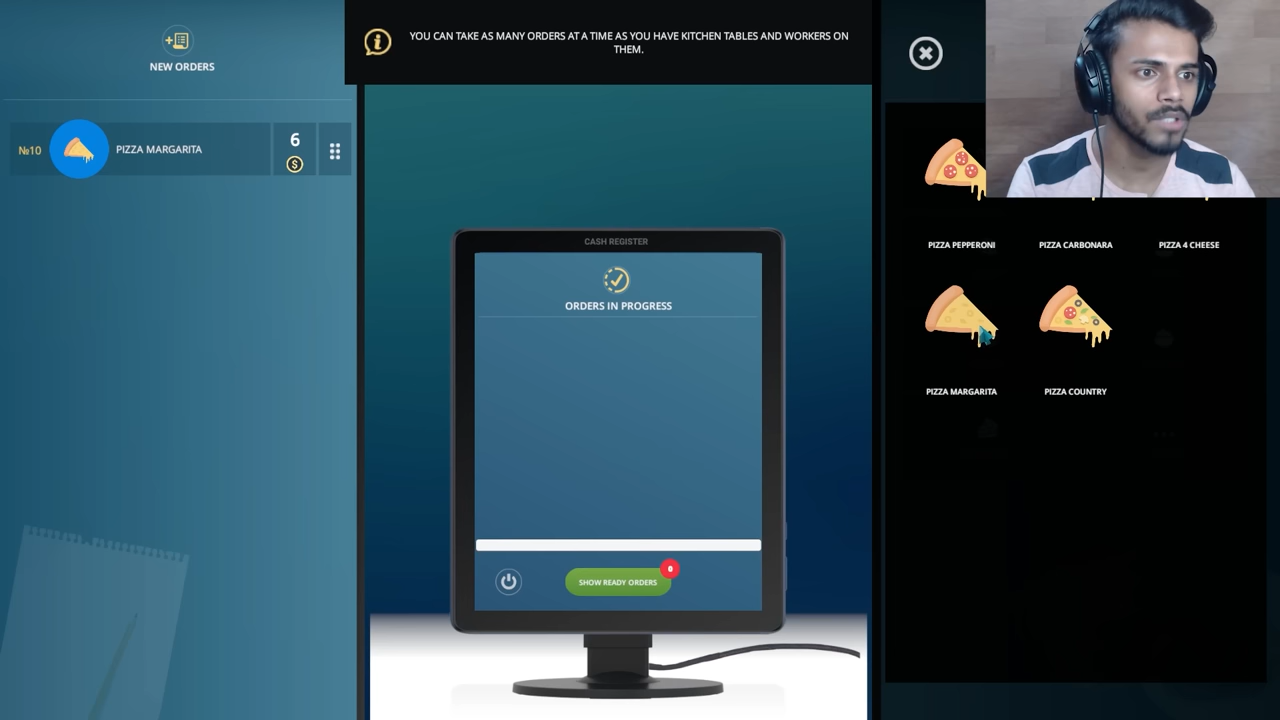 NEW ORDERS
№10
PIZZA MARGARITA
6
YOU CAN TAKE AS MANY ORDERS AT A TIME AS YOU HAVE KITCHEN TABLES AND WORKERS ON
THEM.
CASH REGISTER
ORDERS IN PROGRESS
SHOW READY ORDERS
0
PIZZA PEPPERONI
PIZZA CARBONARA
PIZZA 4 CHEESE
PIZZA MARGARITA
PIZZA COUNTRY